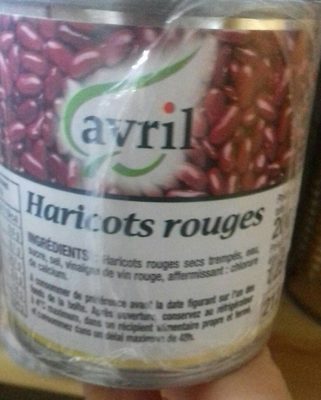 avril
Haricots rouges
INGRÉDIENTS : Haricots rouges secs trempés, eau,
sucre, sel, vinaigre de vin rouge, affermissant : chlorure
de calcium.
A consommer de préférence avant la date figurant sur l'un des
fonds de la boîte. Après ouverture, conservez au réfrigérateur
à 4°C maximum, dans un récipient alimentaire propre et fermé,
et consommez dans un délai maximum de 48h.